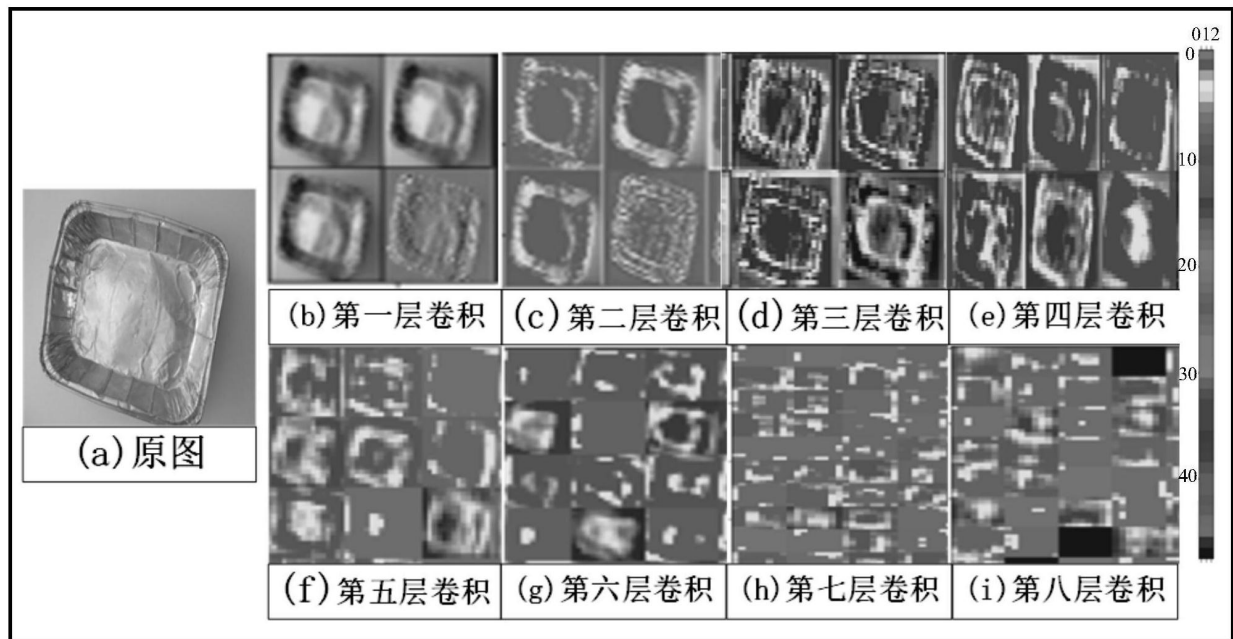 012
0
10
20
30
40
(a)原图
(b)第一层卷积
(c)第二层卷积
(d)第三层卷积
(e)第四层卷积
(f)第五层卷积
(g)第六层卷积
(h)第七层卷积
(i)第八层卷积